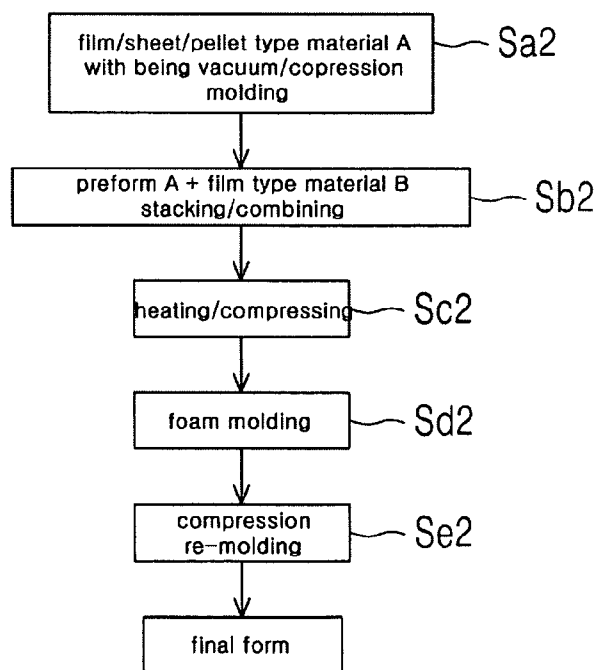 film/sheet/pellet type material A
with being vacuum/copression
molding
Sa2
preform A + film type material B
stacking/combining
Sb2
heating/compressing
Sc2
foam molding
Sd2
compression
re-molding
Se2
final form